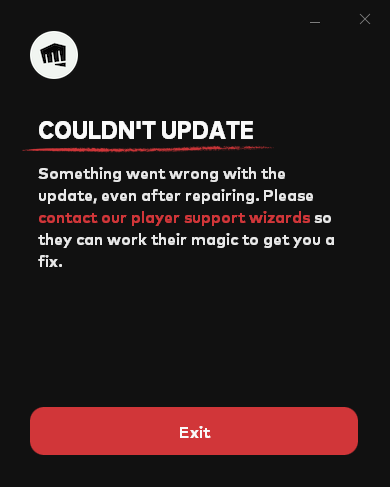 COULDN'T UPDATE
Something went wrong with the
update, even after repairing. Please
contact our player support wizards so
they can work their magic to get you a
fix.
Exit